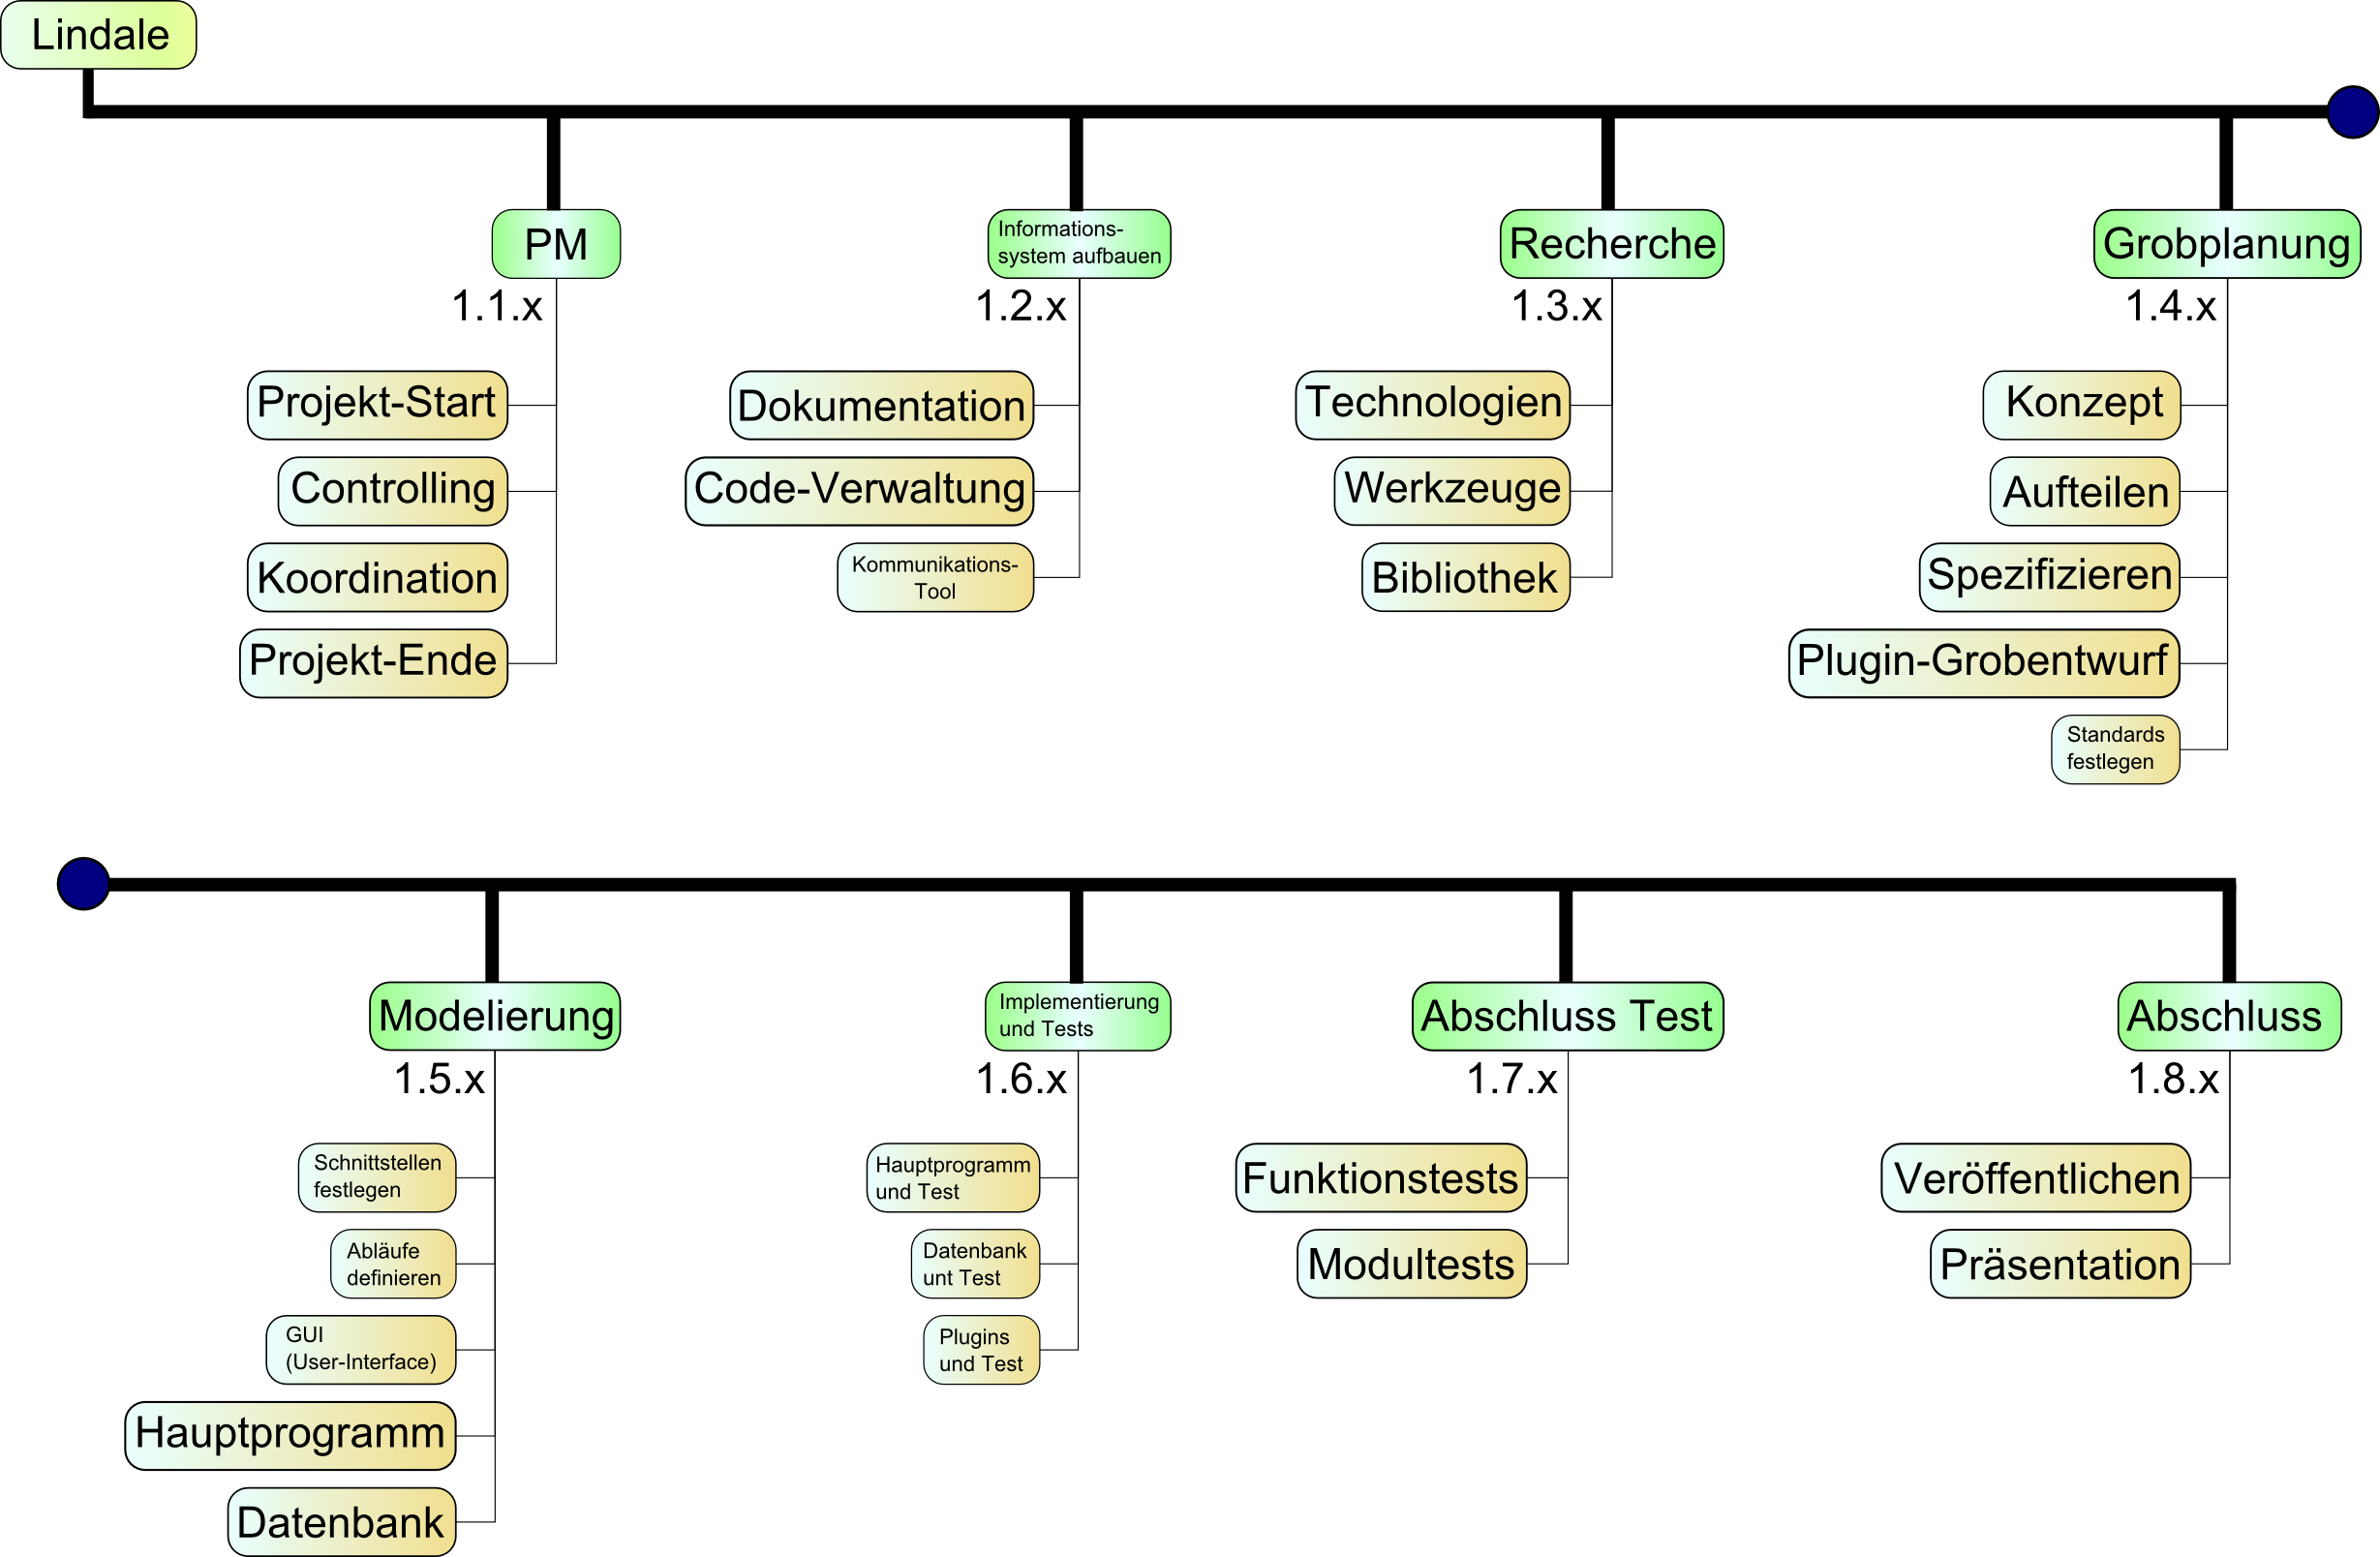 Lindale
PM
1.1.x
Projekt-Start
Controlling
Koordination
Projekt-Ende
Informations-
system aufbauen
1.2.x
Dokumentation
Code-Verwaltung
Kommunikations-
Tool
Recherche
1.3.x
Technologien
Werkzeuge
Bibliothek
Grobplanung
1.4.x
Konzept
Aufteilen
Spezifizieren
Plugin-Grobentwurf
Standards
festlegen
Modelierung
1.5.x
Schnittstellen
festlegen
Abläufe
definieren
GUI
(User-Interface)
Hauptprogramm
Datenbank
Implementierung
und Tests
1.6.x
Hauptprogramm
und Test
Datenbank
unt Test
Plugins
und Test
Abschluss Test
1.7.x
Funktionstests
Modultests
Abschluss
1.8.x
Veröffentlichen
Präsentation